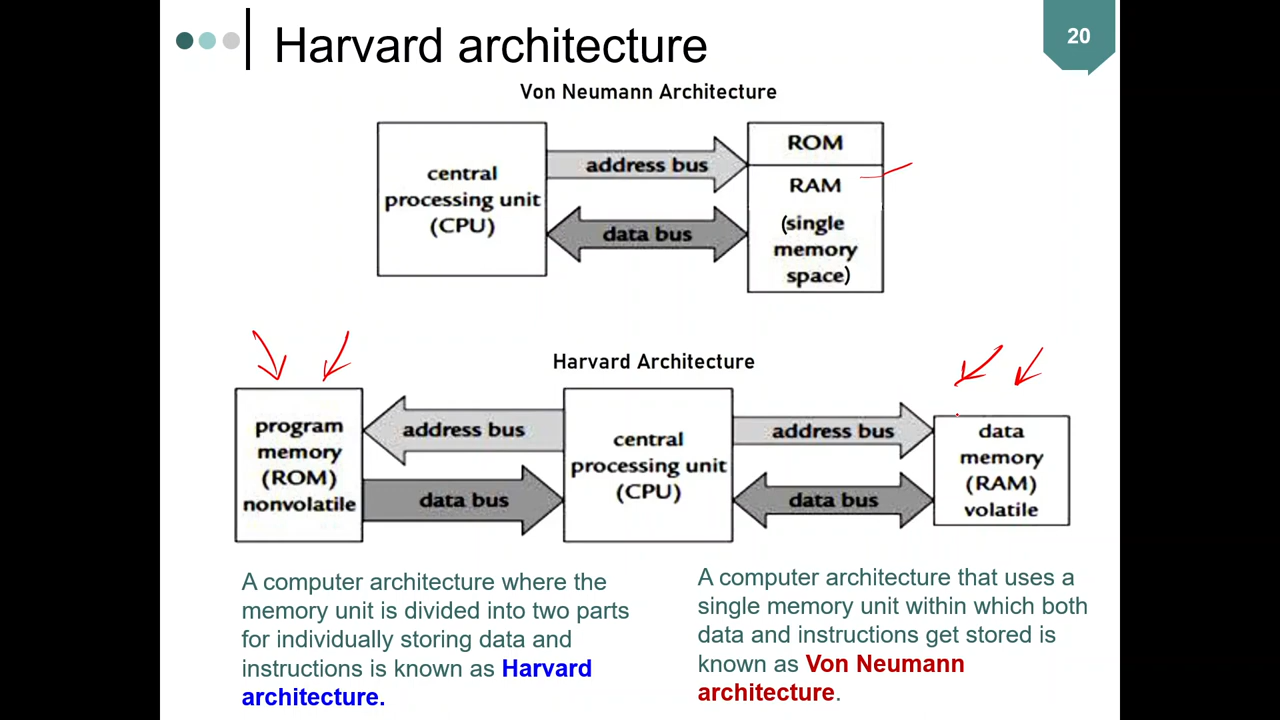 Harvard architecture
20
Von Neumann Architecture
central
processing unit
(CPU)
address bus
data bus
ROM
RAM
(single
memory
space)
Harvard Architecture
program
memory
(ROM)
nonvolatile
address bus
data bus
central
processing unit
(CPU)
address bus
data bus
data
memory
(RAM)
volatile
A computer architecture where the
memory unit is divided into two parts
for individually storing data and
instructions is known as Harvard
architecture.
A computer architecture that uses a
single memory unit within which both
data and instructions get stored is
known as Von Neumann
architecture.